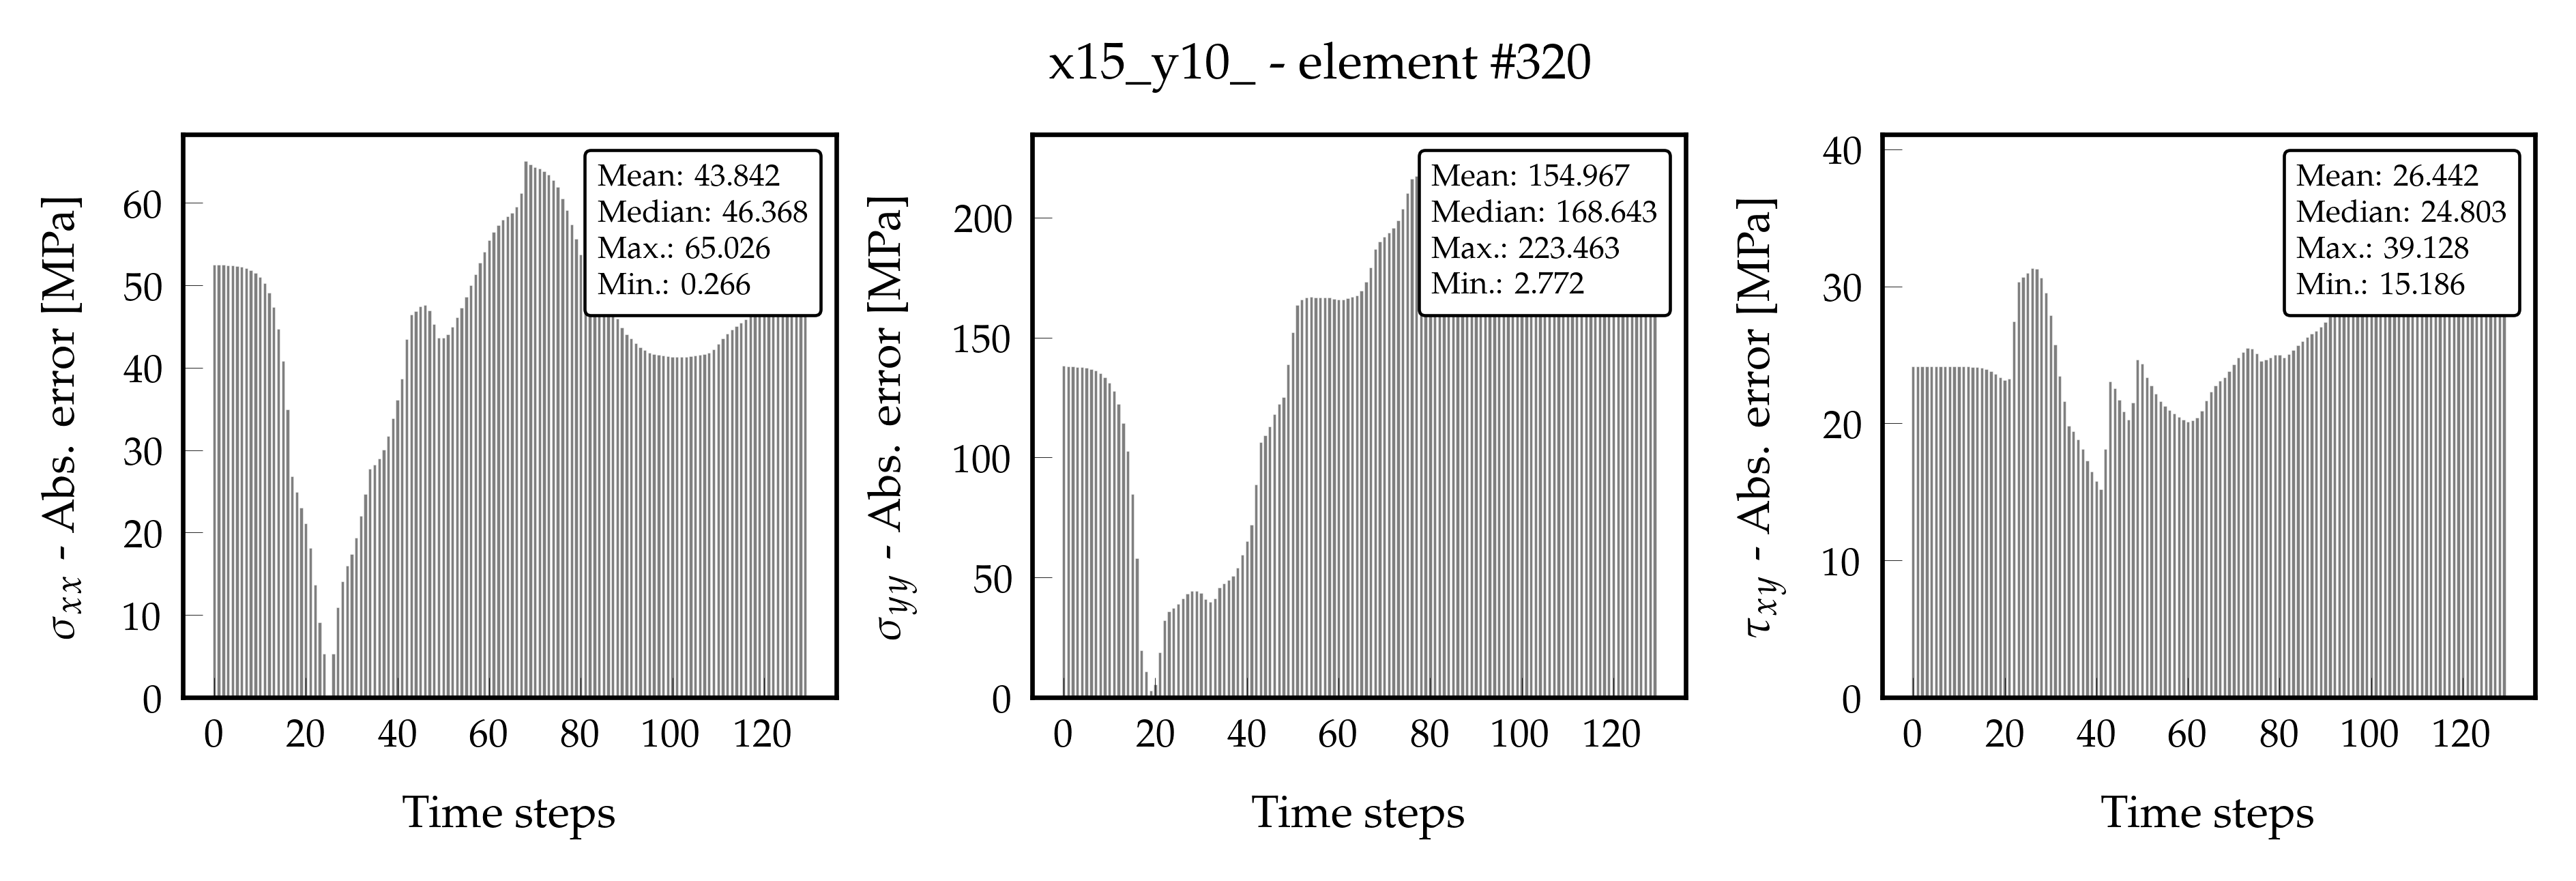 x15_y10_ - element #320
σxx - Abs. error [MPa]
60
50
40
30
20
10
0
Mean: 43.842
Median: 46.368
Max.: 65.026
Min.: 0.266
0 20 40 60 80 100 120
Time steps
σyy - Abs. error [MPa]
200
150
100
50
0
Mean: 154.967
Median: 168.643
Max.: 223.463
Min.: 2.772
0 20 40 60 80 100 120
Time steps
τxy - Abs. error [MPa]
40
30
20
10
0
Mean: 26.442
Median: 24.803
Max.: 39.128
Min.: 15.186
0 20 40 60 80 100 120
Time steps